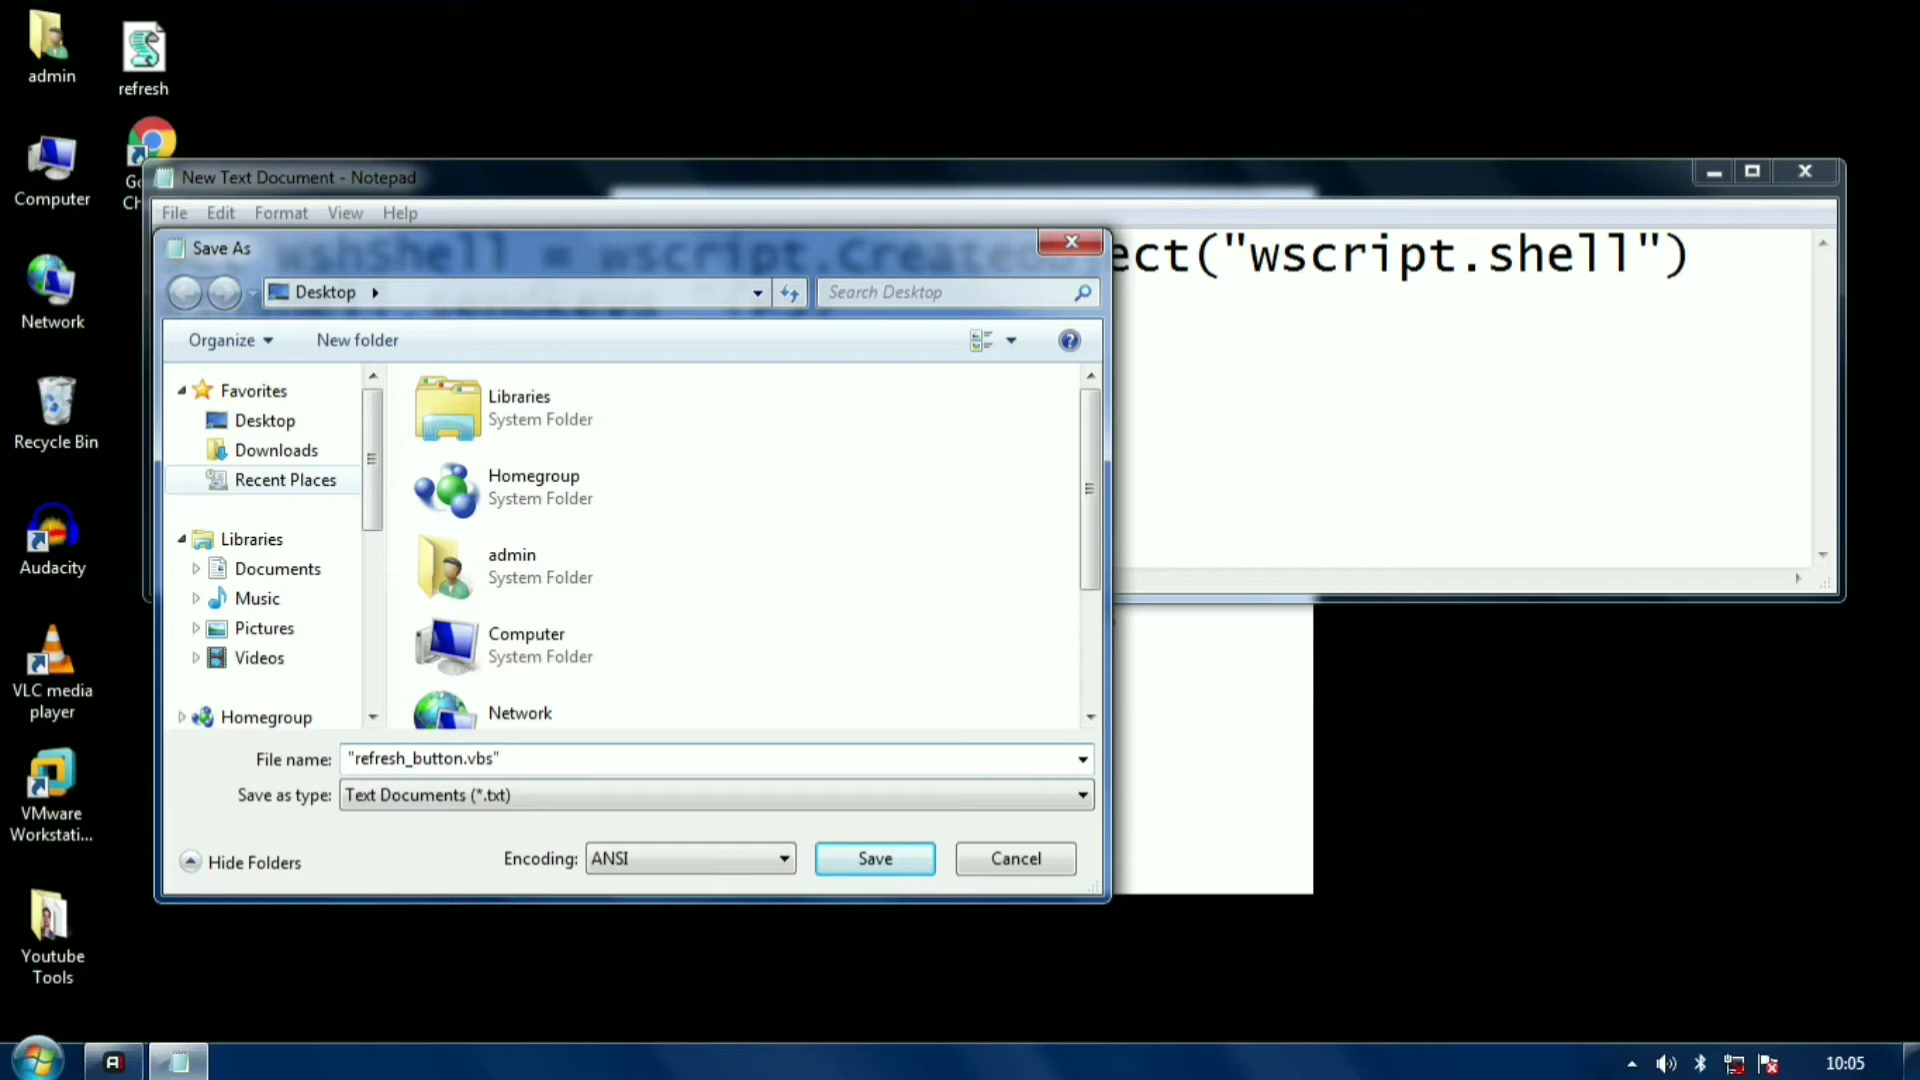 admin
refresh
Computer
Network
Recycle Bin
Audacity
VLC media
player
VMware
Workstati...
Youtube
Tools
New Text Document - Notepad
File Edit Format View Help
wshShell = wscript.CreateObject("wscript.shell")
Save As
Desktop
Search Desktop
Organize
New folder
Favorites
Desktop
Downloads
Recent Places
Libraries
Documents
Music
Pictures
Videos
Homegroup
Libraries
System Folder
Homegroup
System Folder
admin
System Folder
Computer
System Folder
Network
File name: "refresh_button.vbs"
Save as type: Text Documents (*.txt)
Hide Folders
Encoding: ANSI
Save
Cancel
10:05